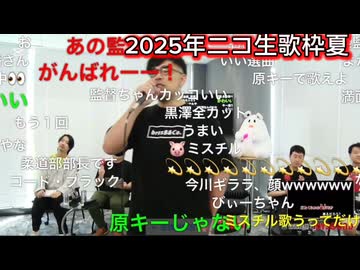 2025年ニコ生歌枠夏
あの監
お
いい選曲
がんばれーー!
原キーで歌えよ
いい
監督ちゃんカッコいい
満面
黒澤全カット
もう1回
うまい
🐷ミスチル
柔道部部長です
今川ギララ、顔wwwwww
コード・ブラック
びぃーちゃん
原キーじゃない
ミスチル歌うってだけ